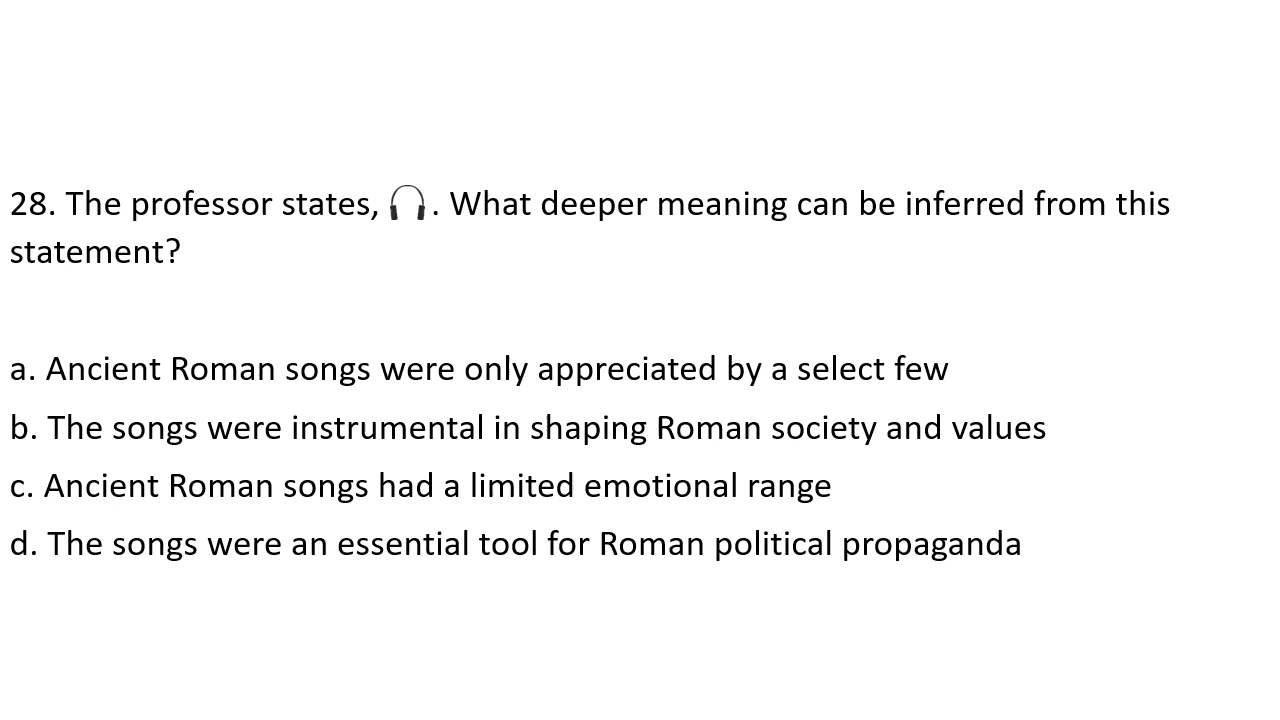 28. The professor states, 🎧. What deeper meaning can be inferred from this
statement?
a. Ancient Roman songs were only appreciated by a select few
b. The songs were instrumental in shaping Roman society and values
c. Ancient Roman songs had a limited emotional range
d. The songs were an essential tool for Roman political propaganda